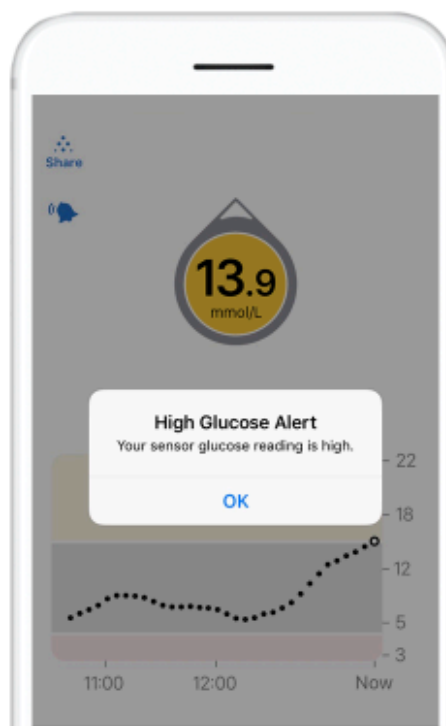 Share
13.9
mmol/L
High Glucose Alert
Your sensor glucose reading is high.
OK
22
18
12
5
3
11:00
12:00
Now